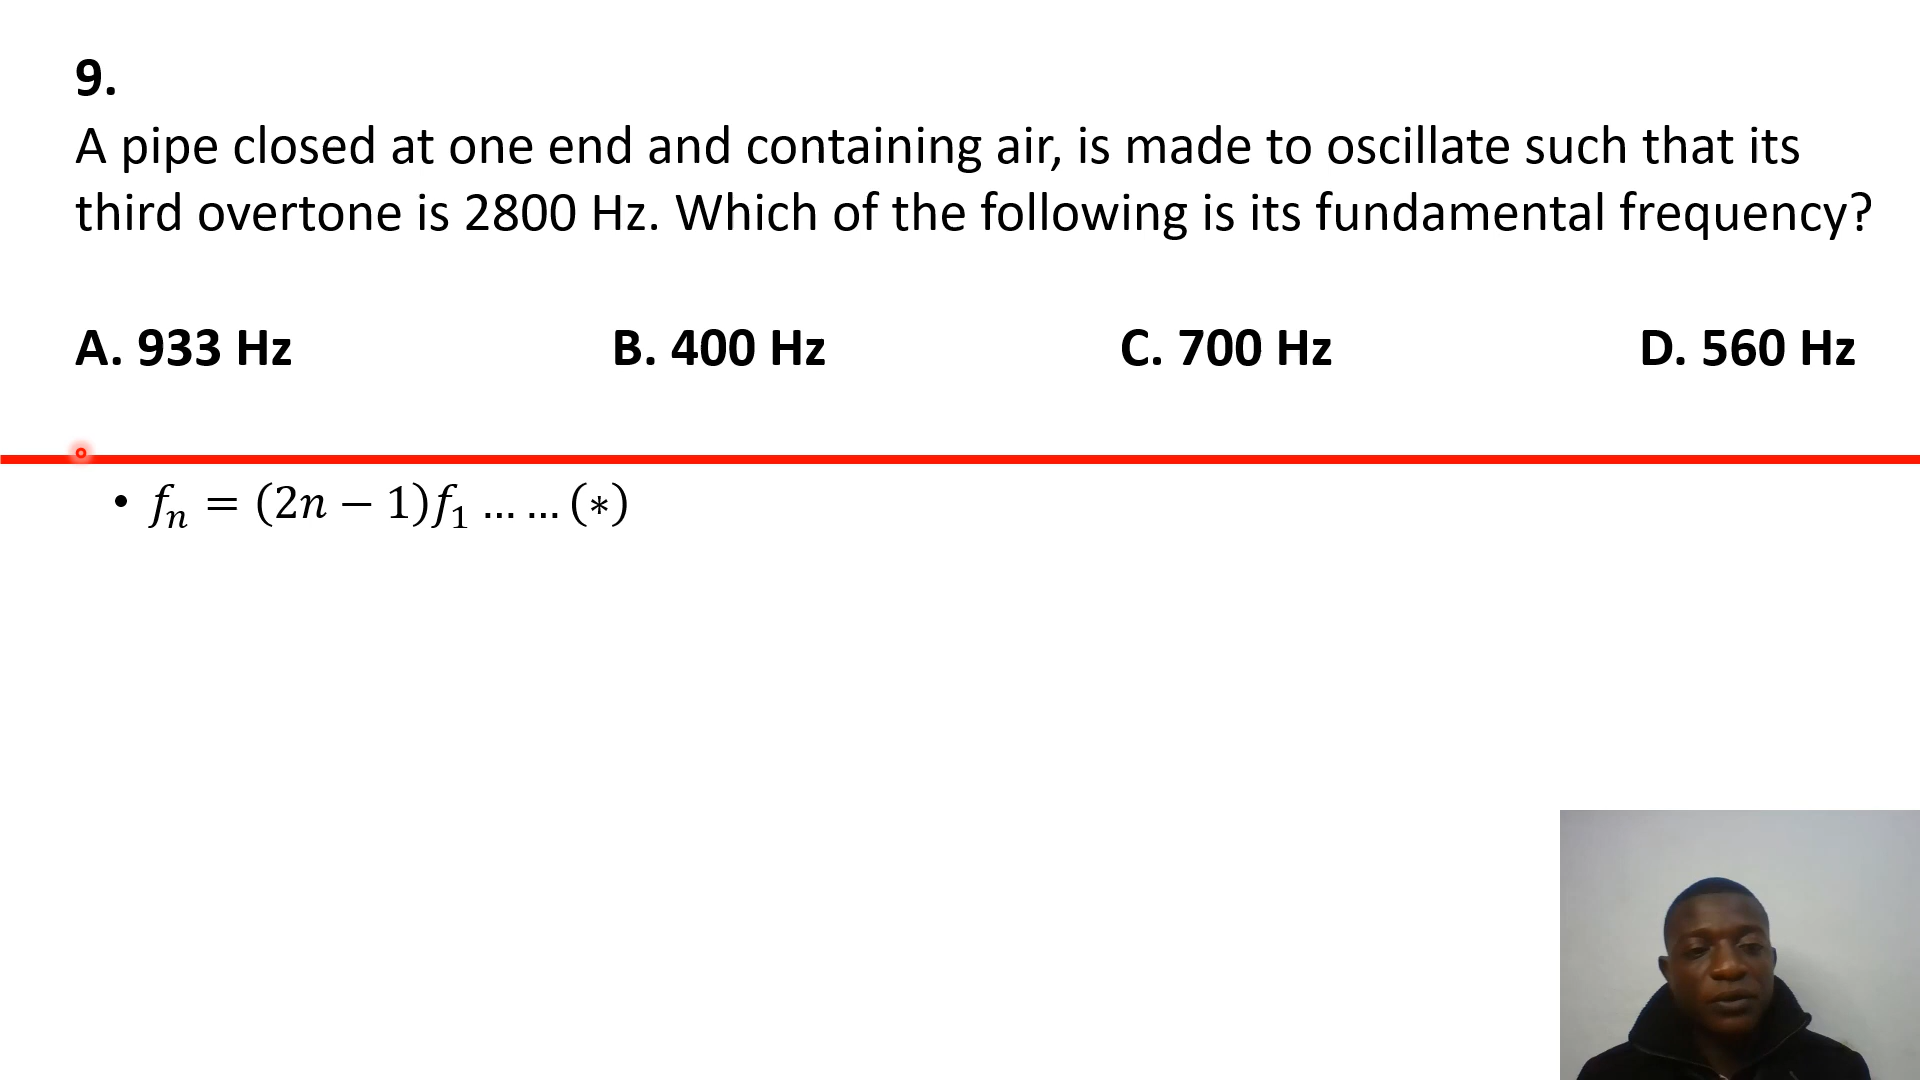 9.
A pipe closed at one end and containing air, is made to oscillate such that its
third overtone is 2800 Hz. Which of the following is its fundamental frequency?
A. 933 Hz B. 400 Hz C. 700 Hz D. 560 Hz
• 𝑓ₙ = (2𝑛 − 1)𝑓₁ … … (∗)